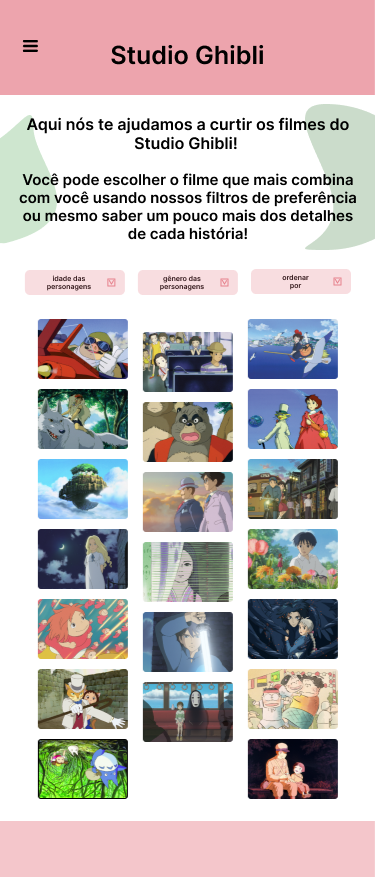 Studio Ghibli
Aqui nós te ajudamos a curtir os filmes do
Studio Ghibli!
Você pode escolher o filme que mais combina
com você usando nossos filtros de preferência
ou mesmo saber um pouco mais dos detalhes
de cada história!
idade das
personagens
gênero das
personagens
ordenar
por